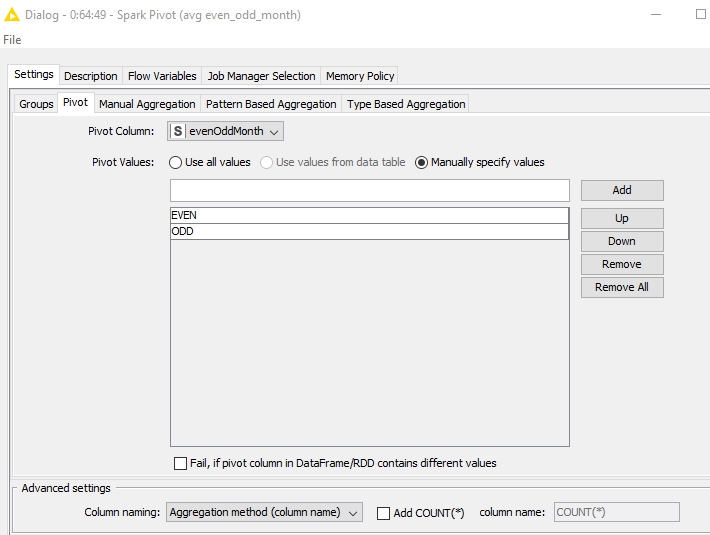 Dialog - 0:64:49 - Spark Pivot (avg even_odd_month)
File
Settings Description Flow Variables Job Manager Selection Memory Policy
Groups Pivot Manual Aggregation Pattern Based Aggregation Type Based Aggregation
Pivot Column: S evenOddMonth
Pivot Values: Use all values Use values from data table Manually specify values
Add
EVEN
Up
ODD
Down
Remove
Remove All
Fail, if pivot column in DataFrame/RDD contains different values
Advanced settings
Column naming: Aggregation method (column name) Add COUNT(*) column name: COUNT(*)